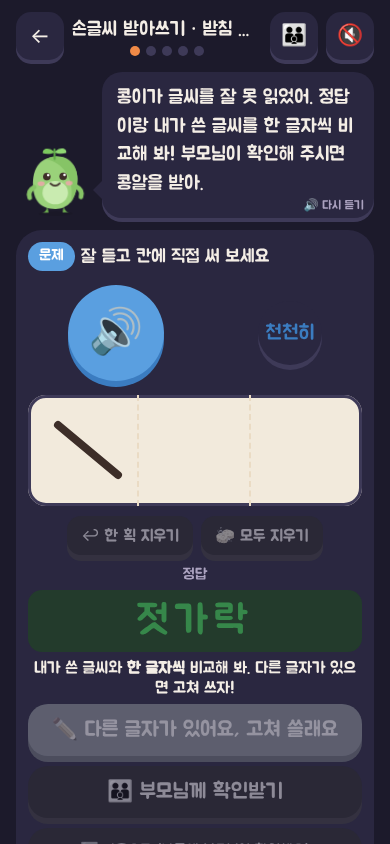 손글씨 받아쓰기 · 받침 ...
콩이가 글씨를 잘 못 읽었어. 정답
이랑 내가 쓴 글씨를 한 글자씩 비
교해 봐! 부모님이 확인해 주시면
콩알을 받아.
다시 듣기
문제 잘 듣고 칸에 직접 써 보세요
천천히
한 획 지우기 모두 지우기
정답
젓가락
내가 쓴 글씨와 한 글자씩 비교해 봐. 다른 글자가 있으
면 고쳐 쓰자!
다른 글자가 있어요, 고쳐 쓸래요
부모님께 확인받기